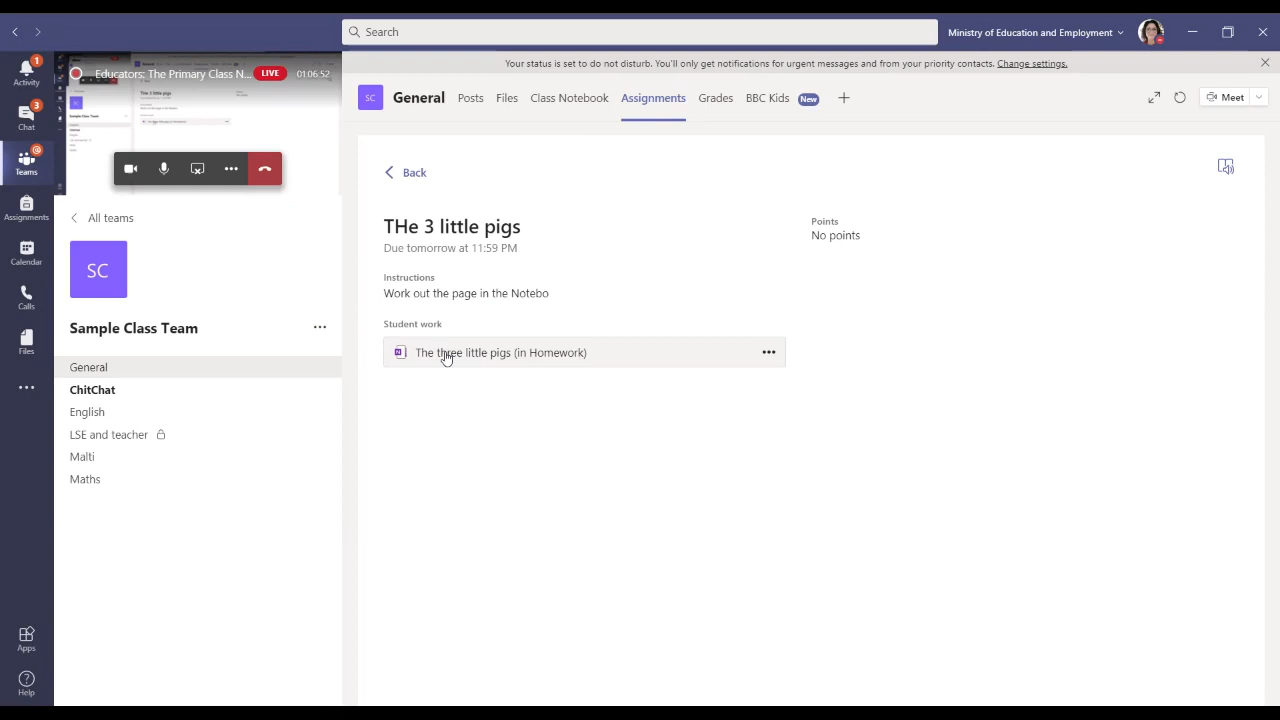 Search
Ministry of Education and Employment
Your status is set to do not disturb. You'll only get notifications for urgent messages and from your priority contacts. Change settings.
Activity
1
Chat
3
Teams
@
Assignments
Calendar
Calls
Files
Apps
Help
Educators: The Primary Class N... LIVE 01:06:52
All teams
SC
Sample Class Team
General
ChitChat
English
LSE and teacher
Malti
Maths
SC General Posts Files Class Notebook Assignments Grades BBC Kids New
Meet
Back
THe 3 little pigs
Due tomorrow at 11:59 PM
Points
No points
Instructions
Work out the page in the Notebo
Student work
The three little pigs (in Homework)